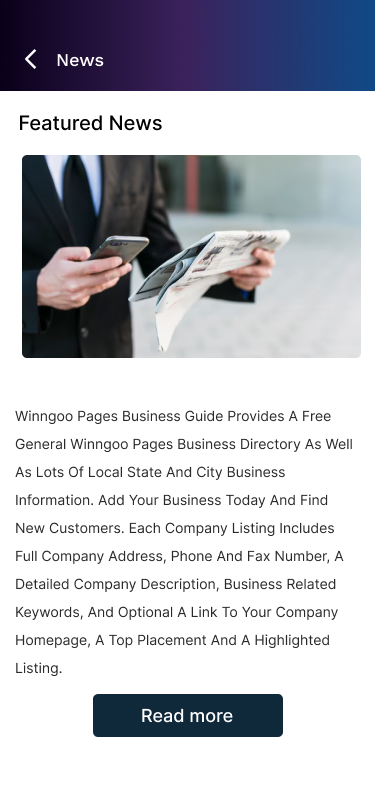 News
Featured News
Winngoo Pages Business Guide Provides A Free
General Winngoo Pages Business Directory As Well
As Lots Of Local State And City Business
Information. Add Your Business Today And Find
New Customers. Each Company Listing Includes
Full Company Address, Phone And Fax Number, A
Detailed Company Description, Business Related
Keywords, And Optional A Link To Your Company
Homepage, A Top Placement And A Highlighted
Listing.
Read more